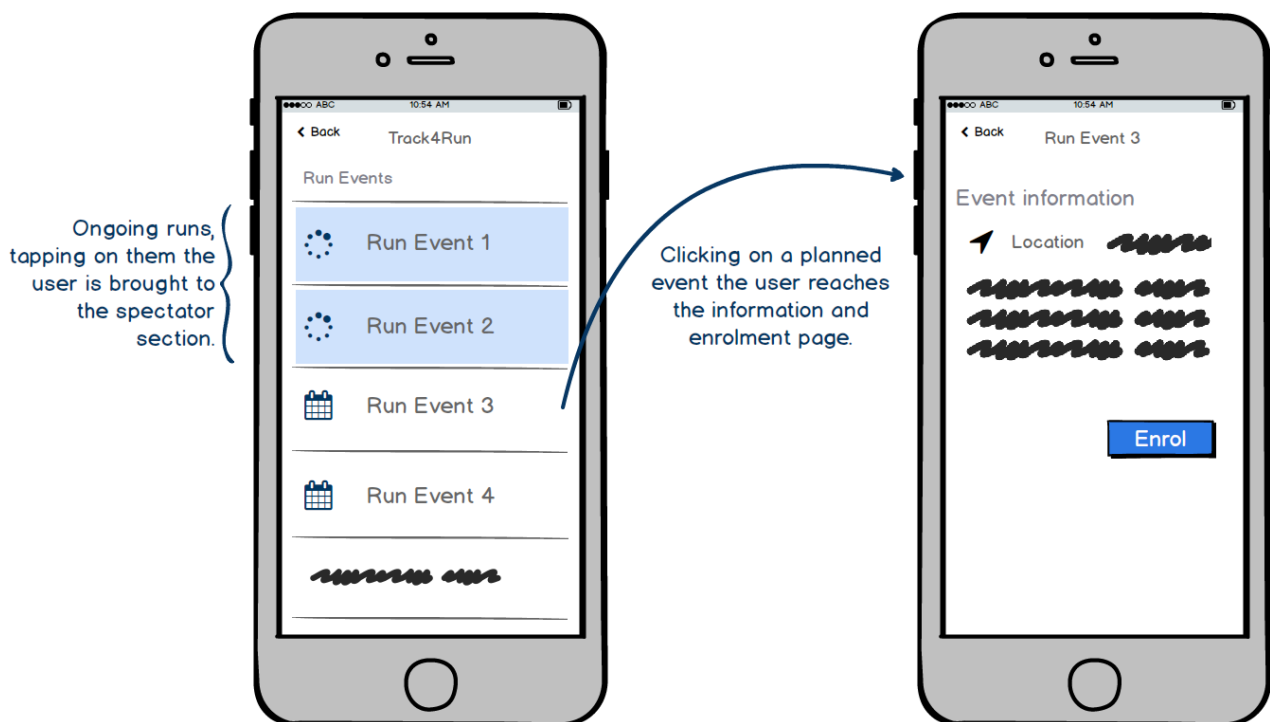 ABC 10:54 AM
Back
Track4Run
Run Events
Run Event 1
Run Event 2
Run Event 3
Run Event 4
Ongoing runs,
tapping on them the
user is brought to
the spectator
section.
Clicking on a planned
event the user reaches
the information and
enrolment page.
ABC 10:54 AM
Back
Run Event 3
Event information
Location
Enrol